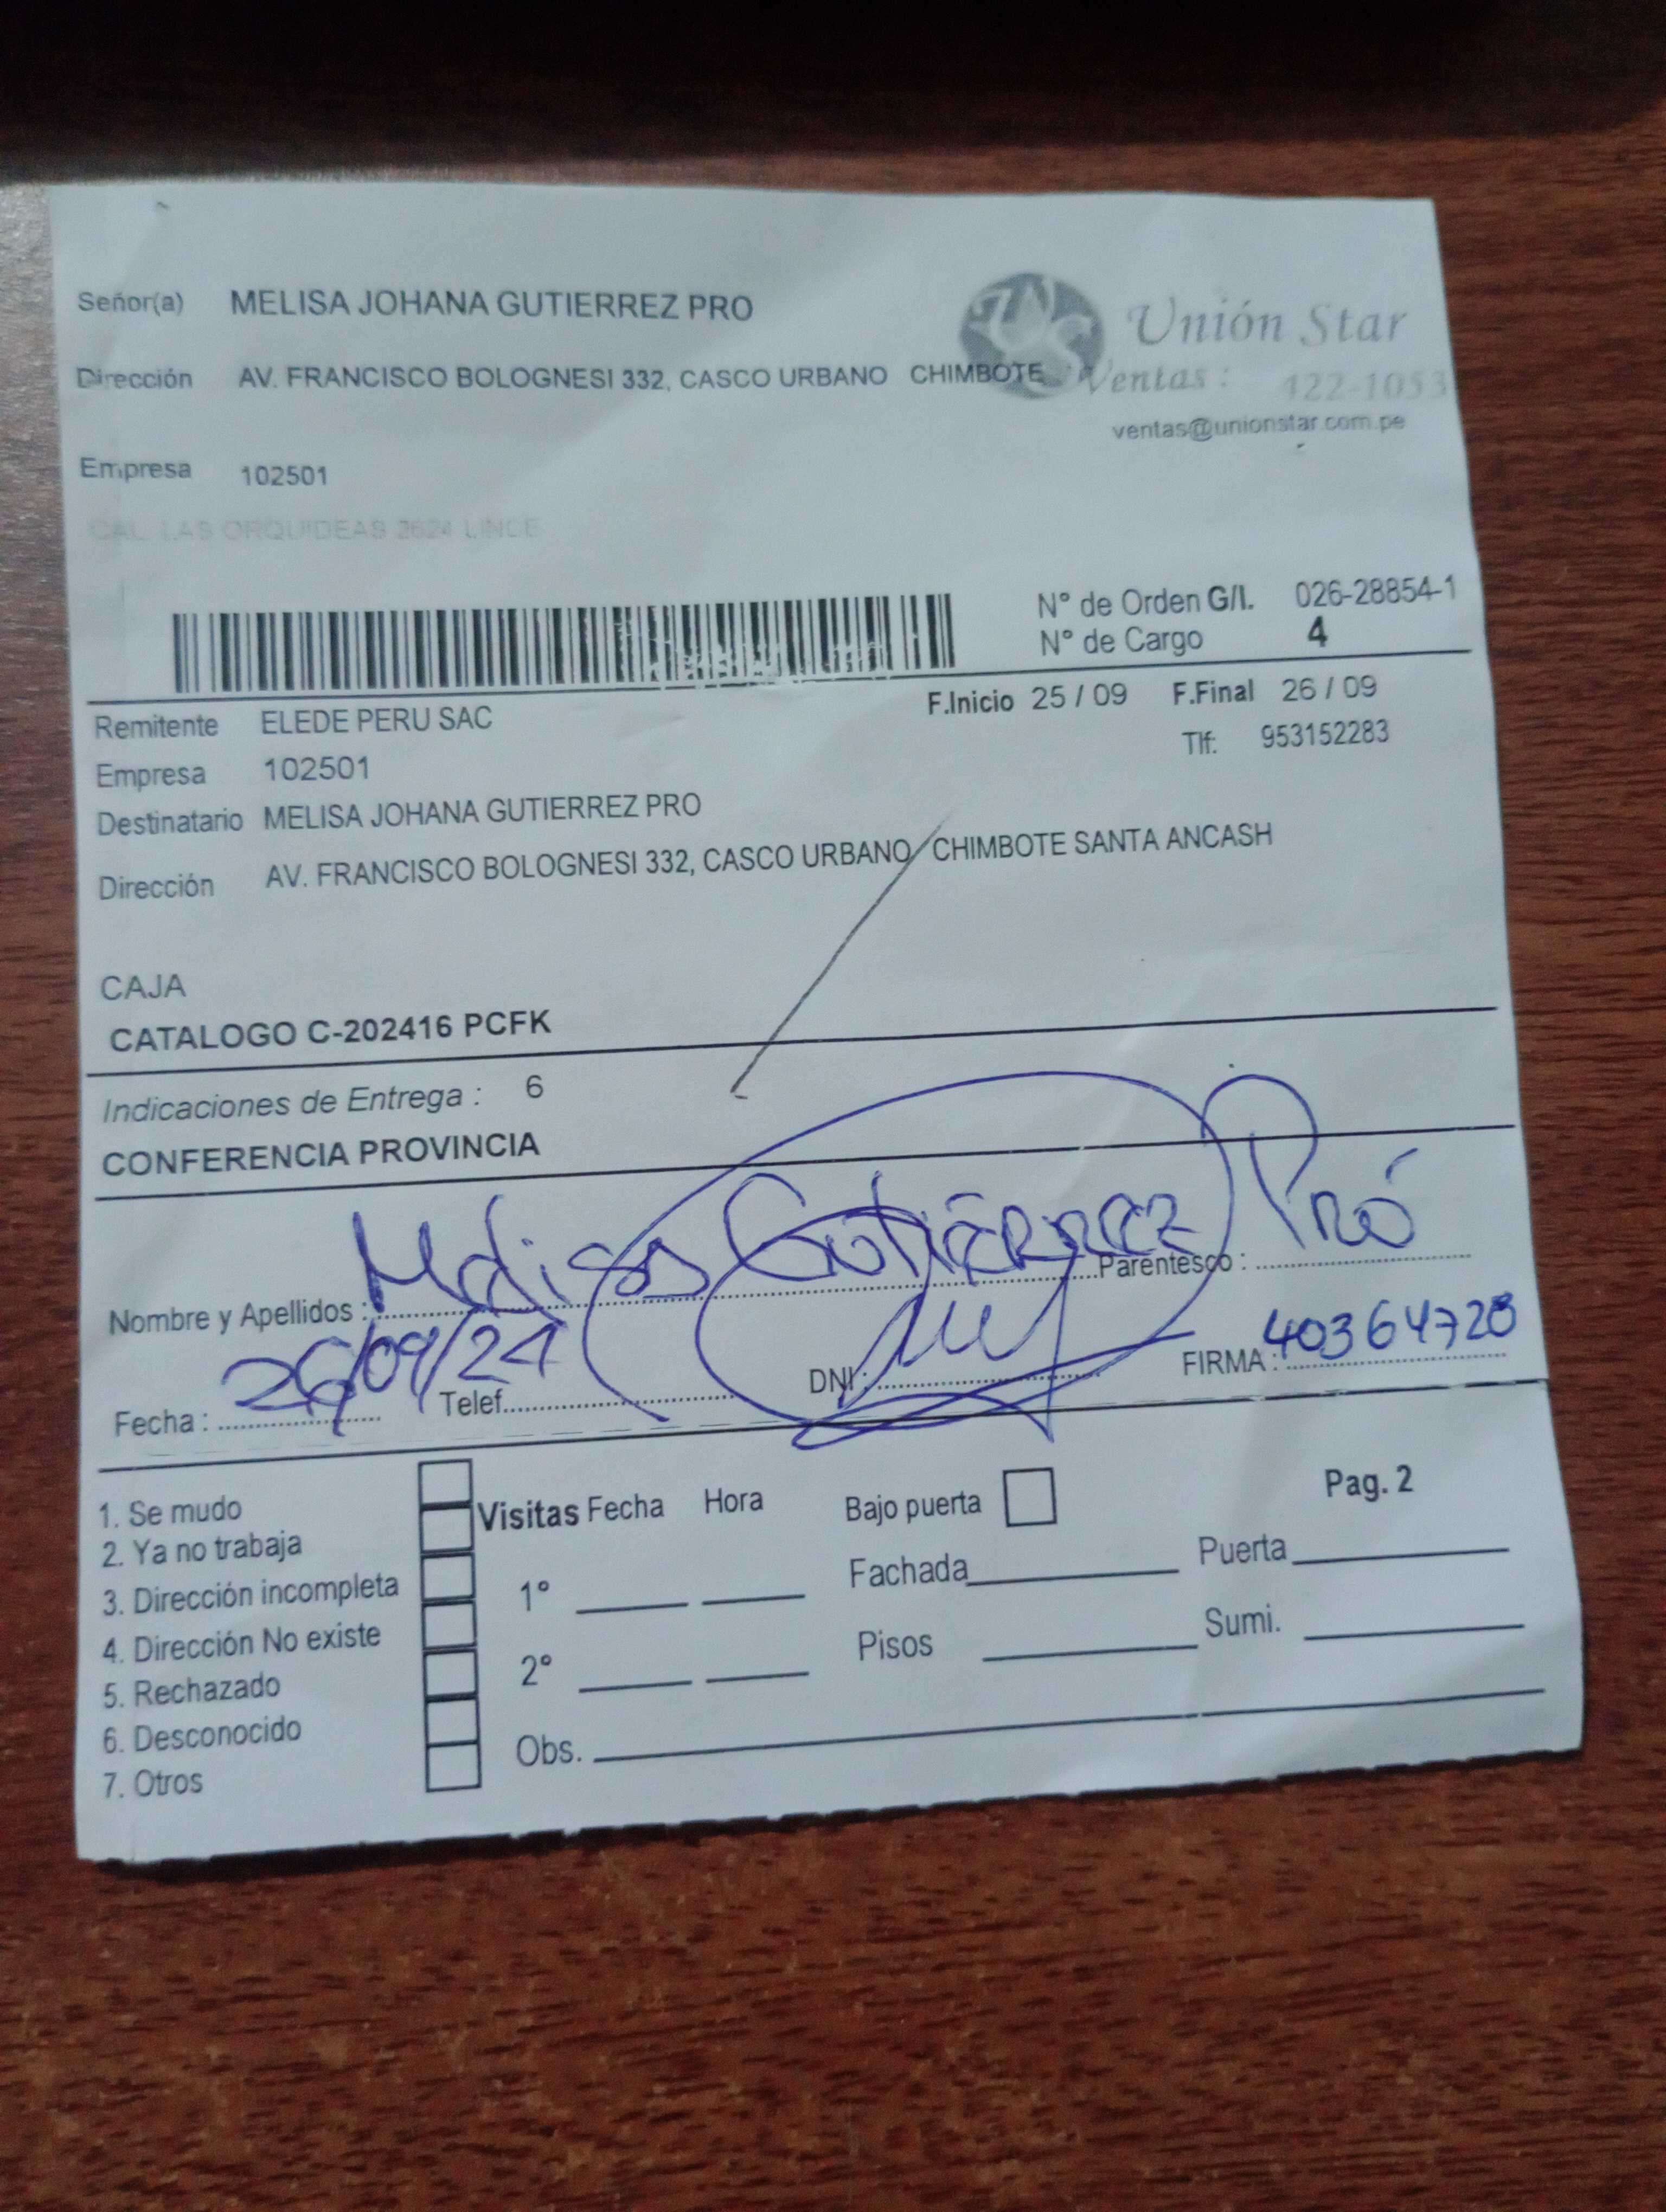 Señor(a) MELISA JOHANA GUTIERREZ PRO
Unión Star
Dirección AV. FRANCISCO BOLOGNESI 332, CASCO URBANO CHIMBOTE
Ventas : 422-1053
ventas@unionstar.com.pe
Empresa 102501
CAL LAS ORQUIDEAS 2624 LINCE
N° de Orden G/I. 026-28854-1
N° de Cargo 4
F.Inicio 25 / 09 F.Final 26 / 09
Remitente ELEDE PERU SAC
Tlf: 953152283
Empresa 102501
Destinatario MELISA JOHANA GUTIERREZ PRO
Dirección AV. FRANCISCO BOLOGNESI 332, CASCO URBANO CHIMBOTE SANTA ANCASH
CAJA
CATALOGO C-202416 PCFK
Indicaciones de Entrega : 6
CONFERENCIA PROVINCIA
Nombre y Apellidos : Melissa Gutiérrez Pró Parentesco :
Fecha : 26/09/24 Telef. DNI : FIRMA : 40364728
1. Se mudo
2. Ya no trabaja
3. Dirección incompleta
4. Dirección No existe
5. Rechazado
6. Desconocido
7. Otros
Visitas Fecha Hora
1°
2°
Obs.
Bajo puerta
Pag. 2
Fachada Puerta
Pisos Sumi.